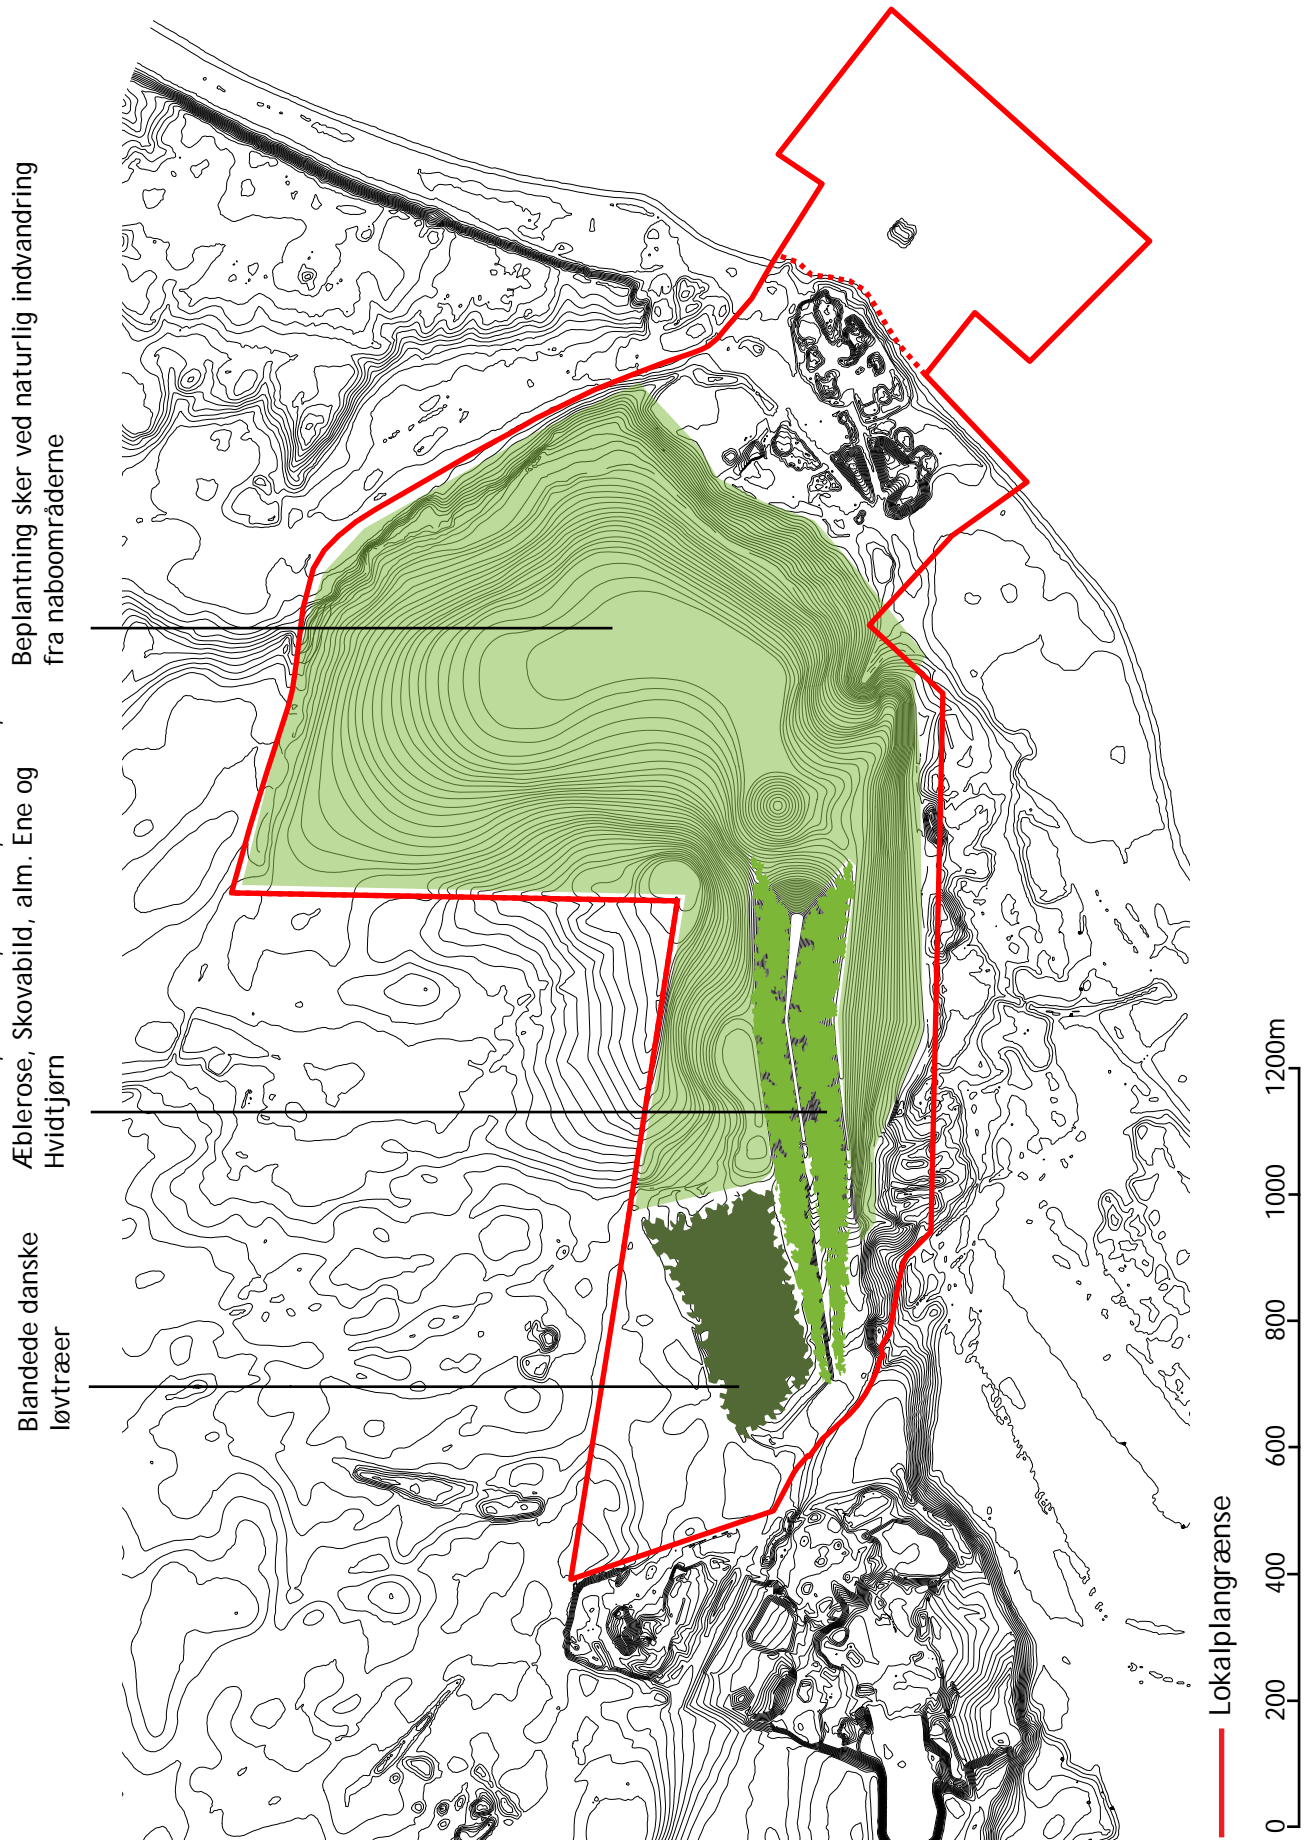 Blandede danske
løvtræer
Æblerose, Skovabild, alm. Ene og
Hvidtjørn
Beplantning sker ved naturlig indvandring
fra naboområderne
Lokalplangrænse
0 200 400 600 800 1000 1200m